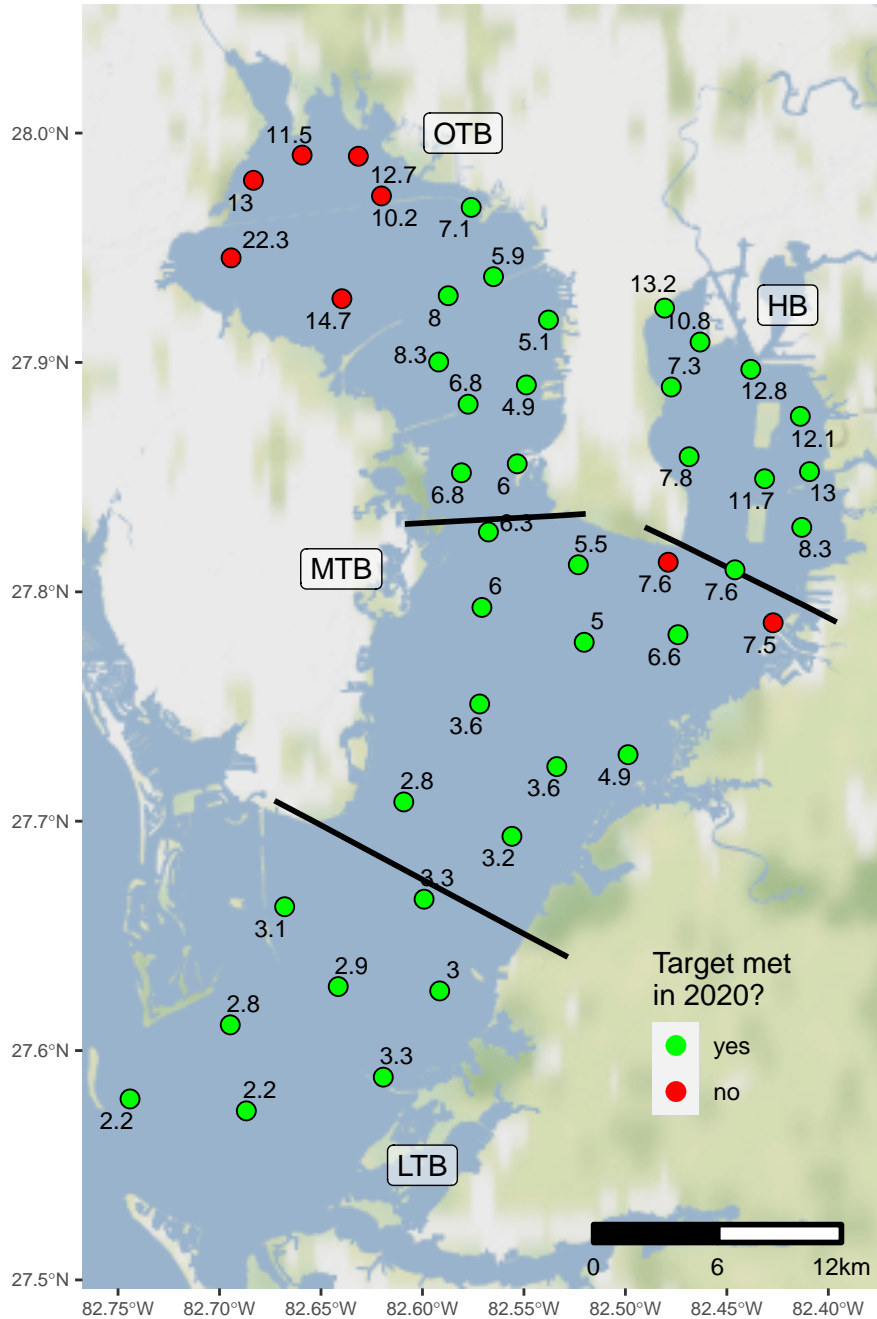 28.0°N
27.9°N
27.8°N
27.7°N
27.6°N
27.5°N
OTB
11.5
12.7
13
10.2
7.1
22.3
5.9
14.7
8
5.1
8.3
6.8
4.9
6.8
6
HB
13.2
10.8
7.3
12.8
12.1
7.8
11.7
13
8.3
MTB
6.3
5.5
7.6
7.6
6
5
6.6
7.5
3.6
3.6
4.9
2.8
3.2
3.3
3.1
2.9
3
2.8
3.3
2.2
2.2
LTB
Target met
in 2020?
yes
no
0 6 12km
82.75°W 82.70°W 82.65°W 82.60°W 82.55°W 82.50°W 82.45°W 82.40°W